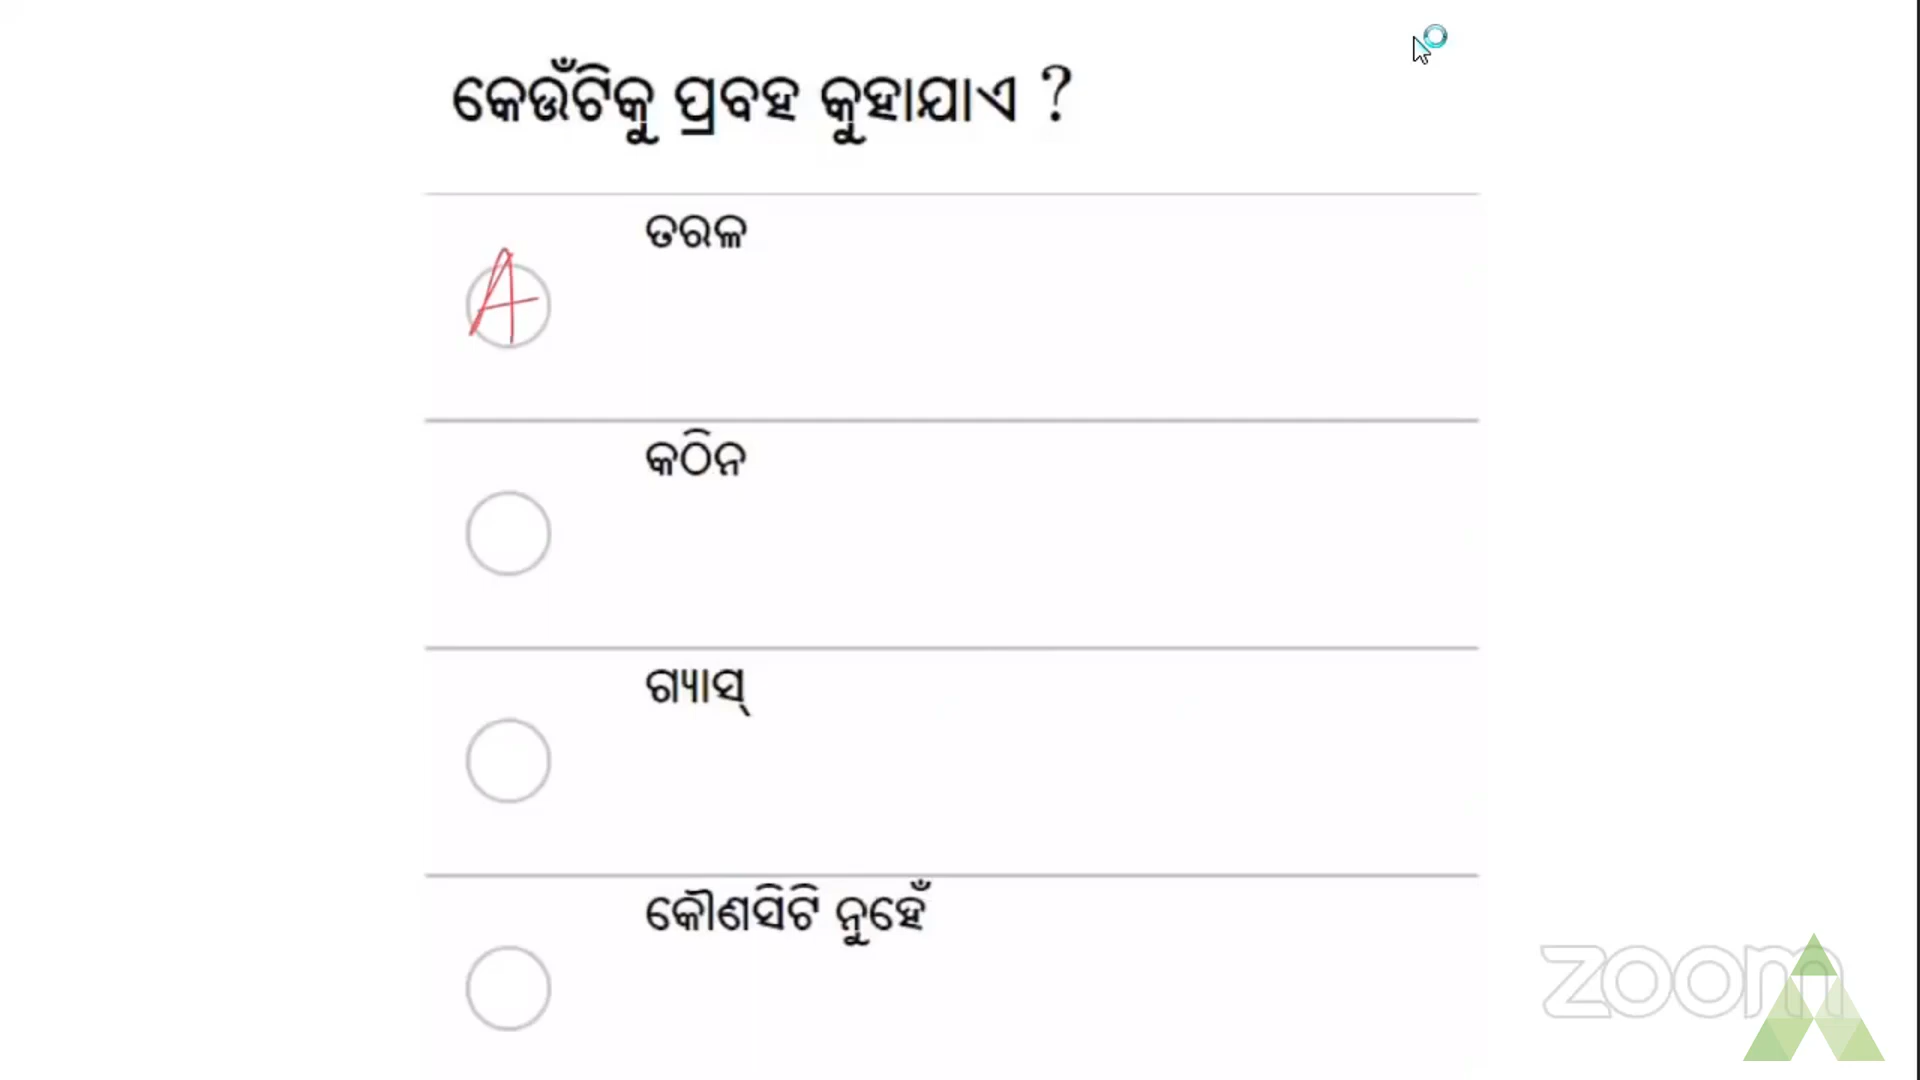 କେଉଁଟିକୁ ପ୍ରବହ କୁହାଯାଏ ?
ତରଳ
A
କଠିନ
ଗ୍ୟାସ୍
କୌଣସିଟି ନୁହେଁ
zoom